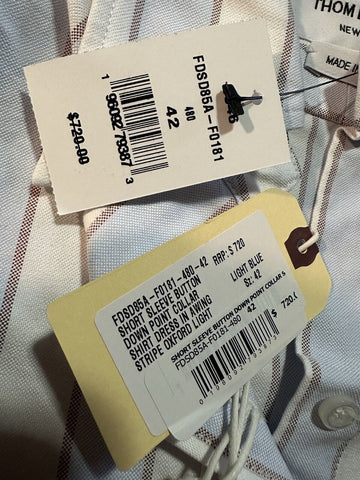 THOM
NEW
MADE IN
FDSD85A-F0181
480
42
1 96092 79387 3
$720.00
FDSD85A-F0181-480-42
RRP: $ 720
SHORT SLEEVE BUTTON
DOWN POINT COLLAR
SHIRT DRESS IN AWNING
STRIPE OXFORD LIGHT
LIGHT BLUE
SZ: 42
SHORT SLEEVE BUTTON DOWN POINT COLLAR S
FDSD85A-F0181-480
42
$ 720.